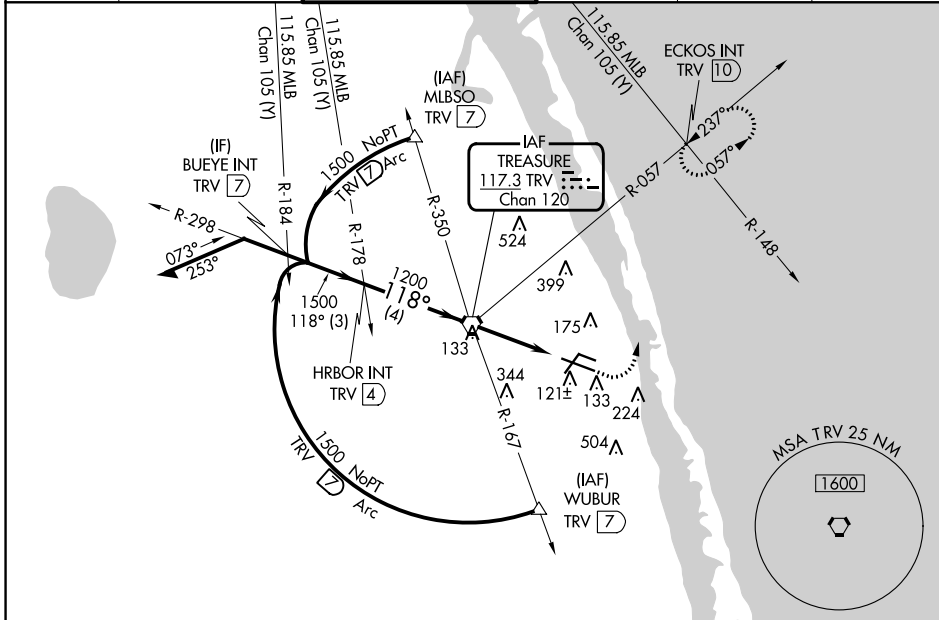 115.85 MLB
Chan 105 (Y)
115.85 MLB
Chan 105 (Y)
115.85 MLB
Chan 105 (Y)
ECKOS INT
TRV 10
(IAF)
MLBSO
TRV 7
1500 NoPT
TRV 7 Arc
IAF
TREASURE
117.3 TRV
Chan 120
237°
057°
(IF)
BUEYE INT
TRV 7
R-184
R-178
R-350
R-057
R-148
R-298
073°
253°
524
399
1500
118° (3)
1200
118°
(4)
175
133
HRBOR INT
TRV 4
344
121±
133
224
R-167
504
1500 NoPT
TRV 7 Arc
(IAF)
WUBUR
TRV 7
MSA TRV 25 NM
1600